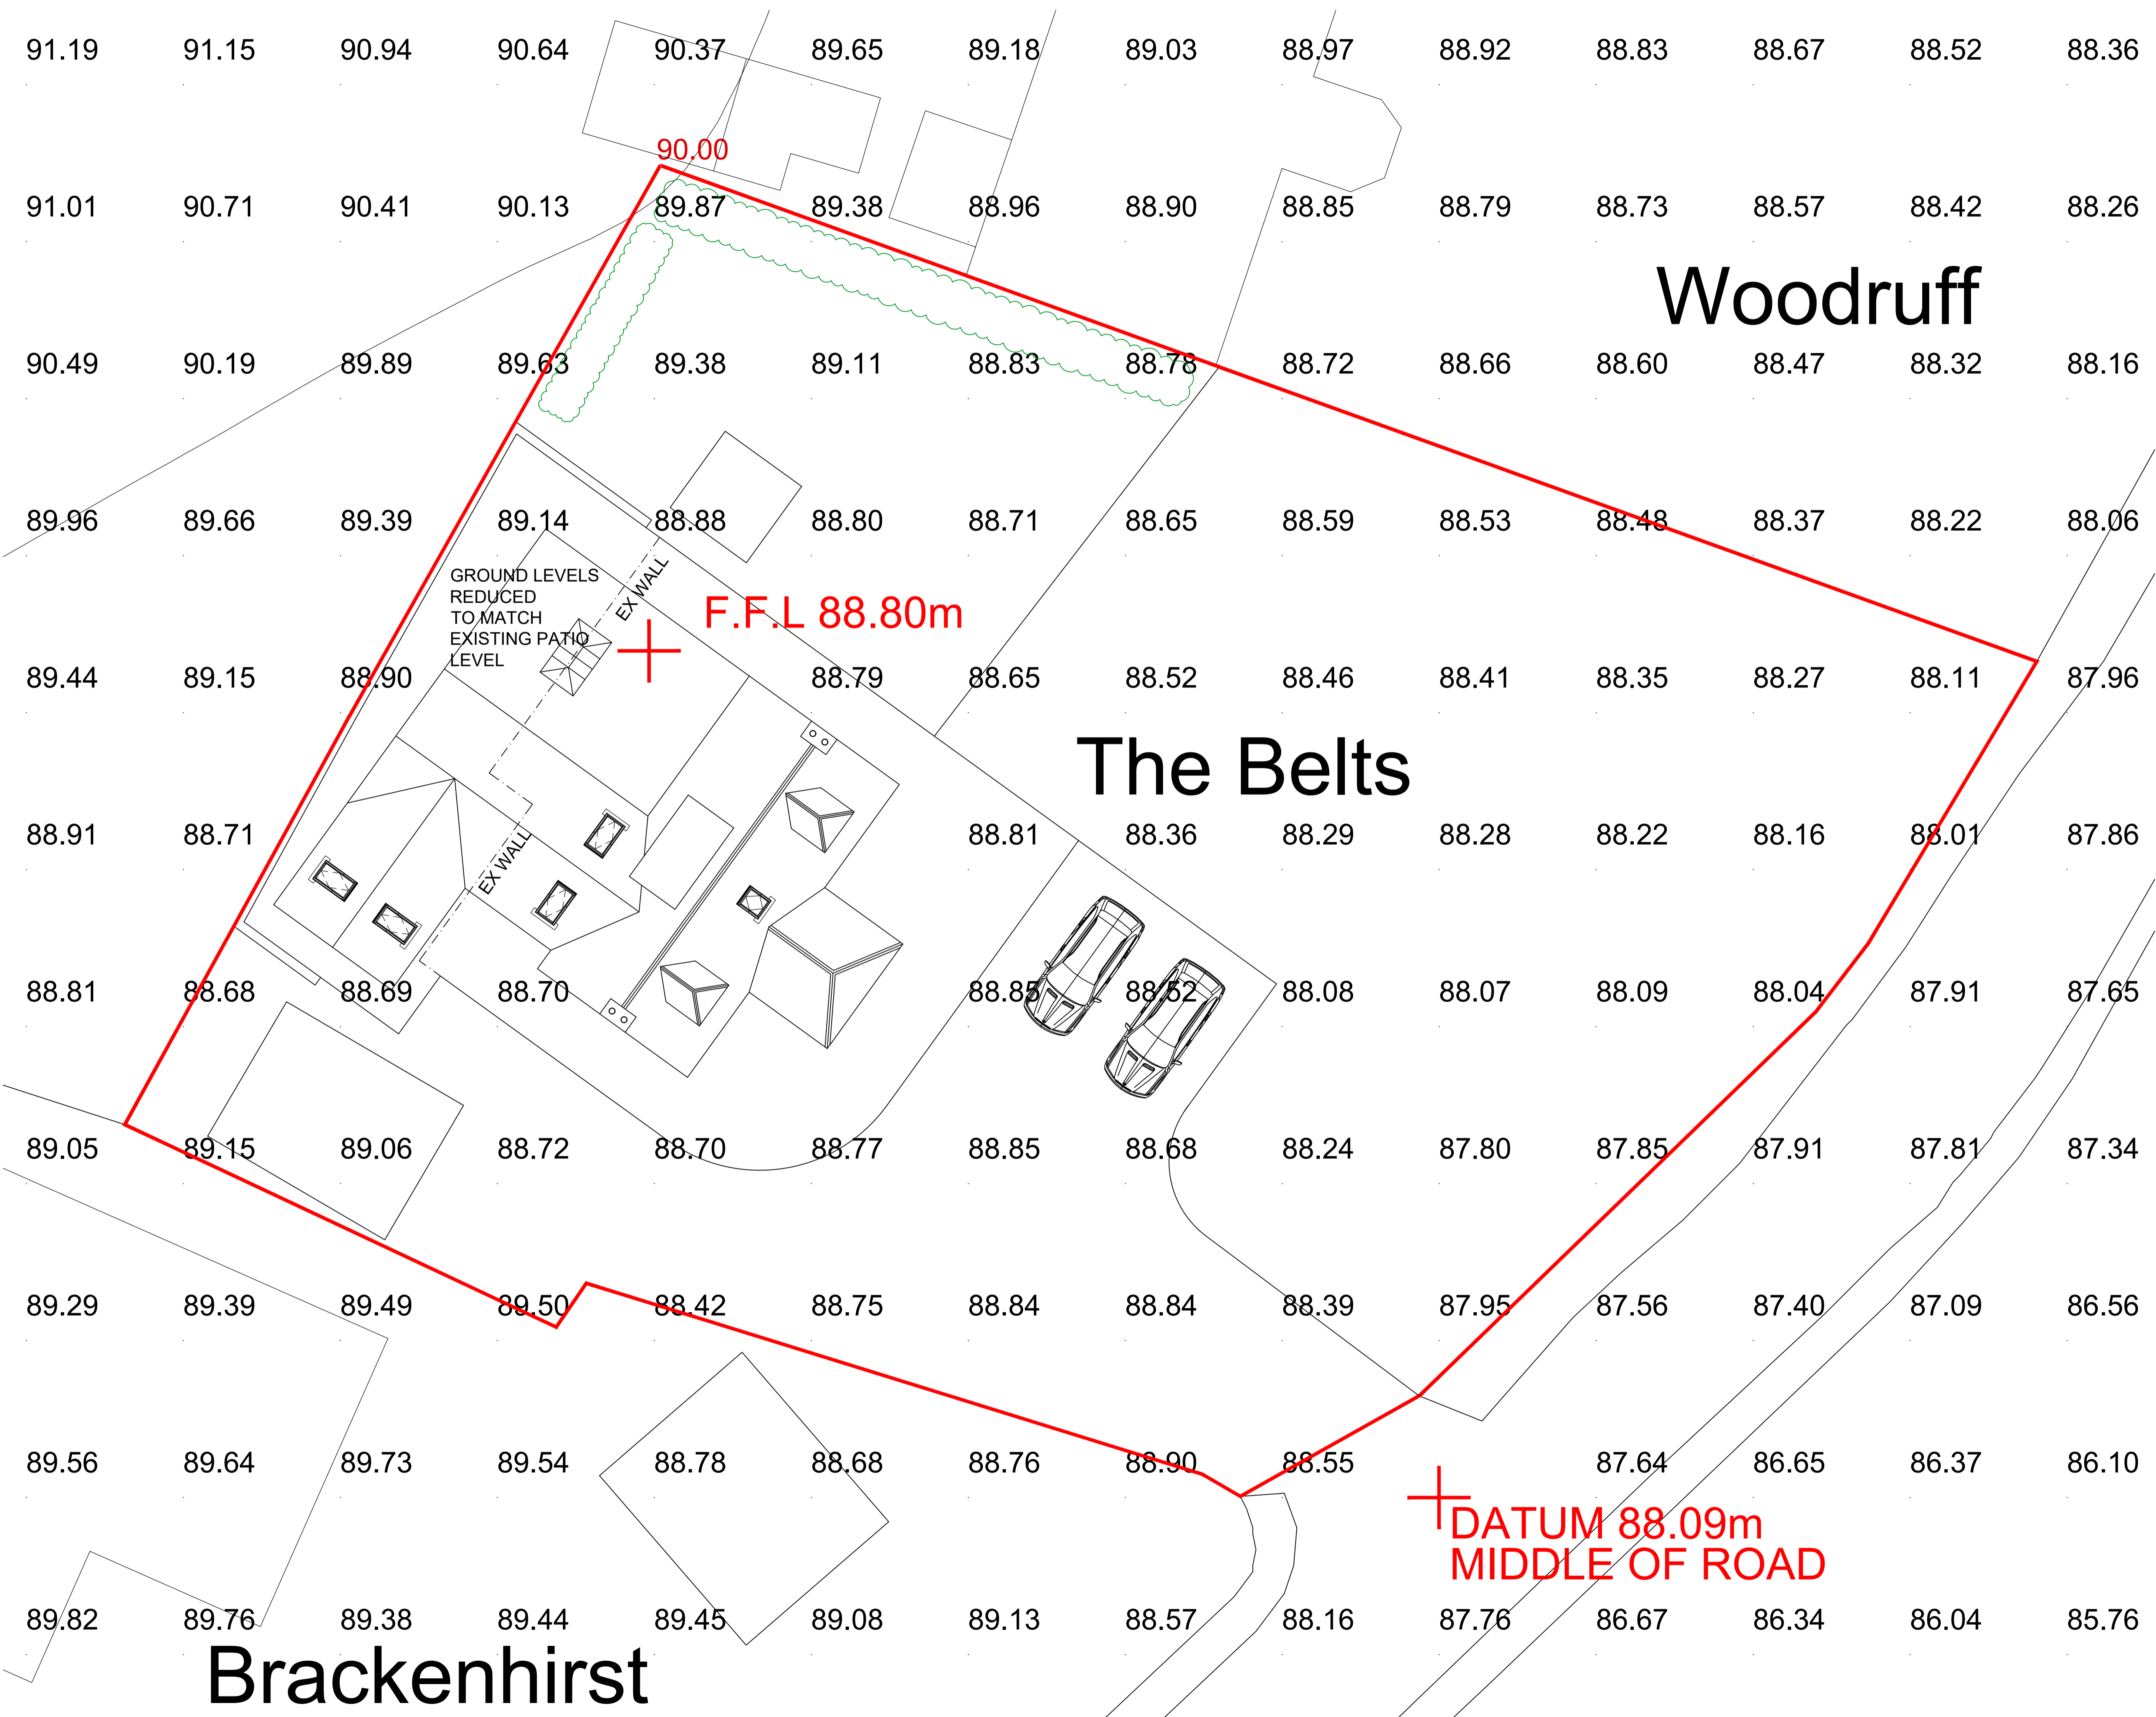 91.19 91.15 90.94 90.64 90.37 89.65 89.18 89.03 88.97 88.92 88.83 88.67 88.52 88.36
90.00
91.01 90.71 90.41 90.13 89.87 89.38 88.96 88.90 88.85 88.79 88.73 88.57 88.42 88.26
Woodruff
90.49 90.19 89.89 89.63 89.38 89.11 88.83 88.78 88.72 88.66 88.60 88.47 88.32 88.16
89.96 89.66 89.39 89.14 88.88 88.80 88.71 88.65 88.59 88.53 88.48 88.37 88.22 88.06
GROUND LEVELS
REDUCED
TO MATCH
EXISTING PATIO
LEVEL
EX WALL
F.F.L 88.80m
89.44 89.15 88.90 88.79 88.65 88.52 88.46 88.41 88.35 88.27 88.11 87.96
The Belts
88.91 88.71 88.81 88.36 88.29 88.28 88.22 88.16 88.01 87.86
EX WALL
88.81 88.68 88.69 88.70 88.85 88.52 88.08 88.07 88.09 88.04 87.91 87.65
89.05 89.15 89.06 88.72 88.70 88.77 88.85 88.68 88.24 87.80 87.85 87.91 87.81 87.34
89.29 89.39 89.49 89.50 88.42 88.75 88.84 88.84 88.39 87.95 87.56 87.40 87.09 86.56
89.56 89.64 89.73 89.54 88.78 88.68 88.76 88.90 88.55 87.64 86.65 86.37 86.10
DATUM 88.09m
MIDDLE OF ROAD
89.82 89.76 89.38 89.44 89.45 89.08 89.13 88.57 88.16 87.76 86.67 86.34 86.04 85.76
Brackenhirst